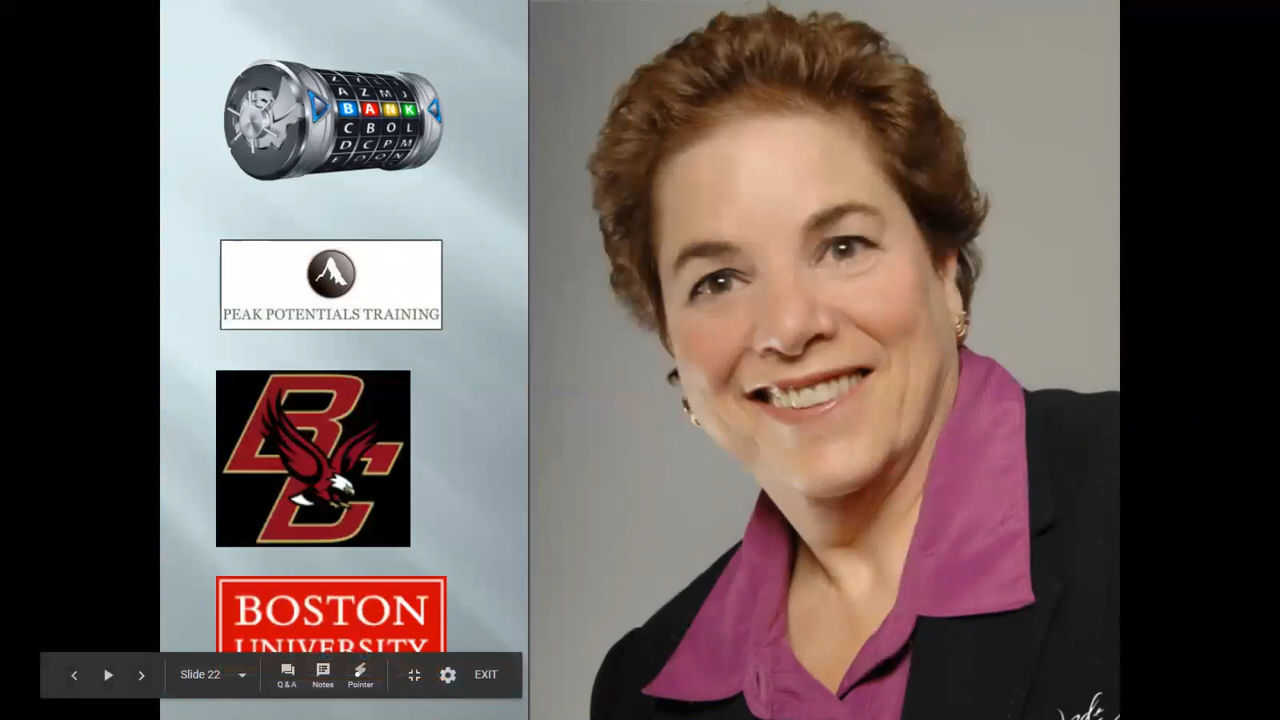 A Z M J
B A N K
C B O L
D C P M
E D O N
PEAK POTENTIALS TRAINING
BC
BOSTON
UNIVERSITY
Slide 22
Q & A
Notes
Pointer
EXIT